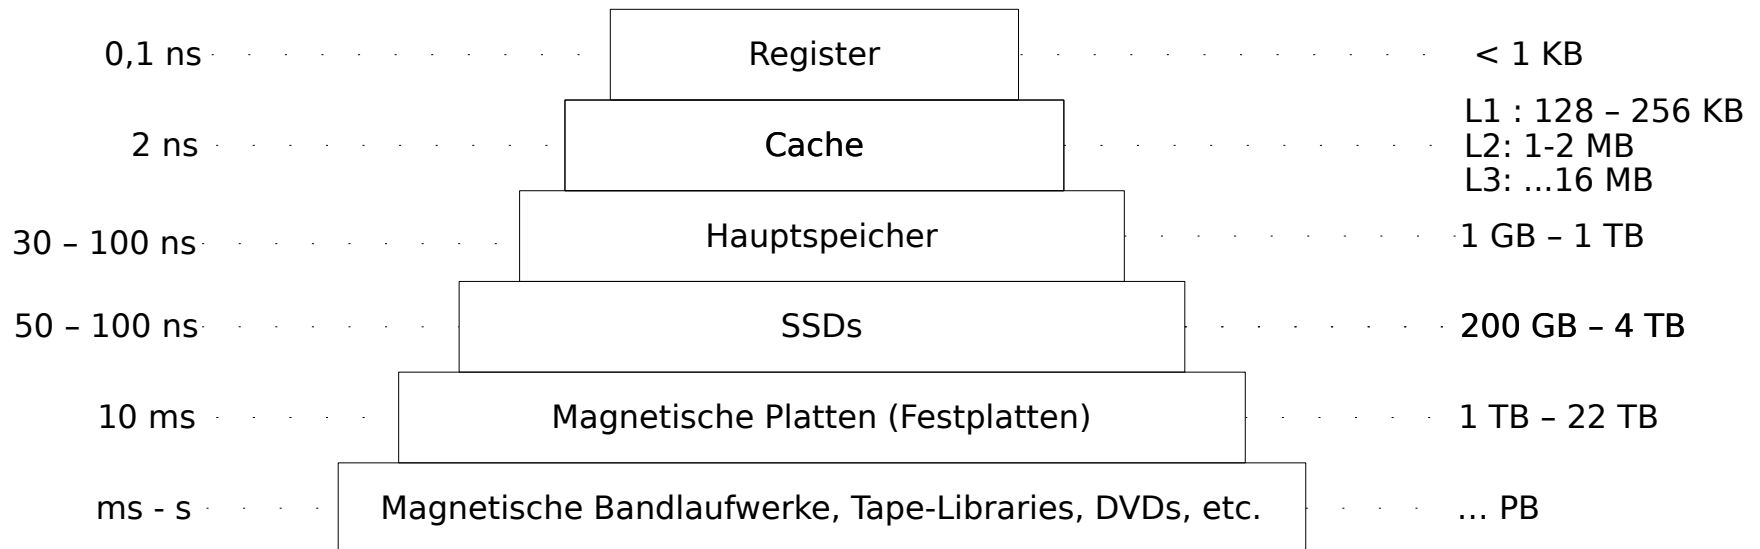 0,1 ns Register < 1 KB
L1 : 128 – 256 KB
2 ns Cache L2: 1-2 MB
L3: ...16 MB
30 – 100 ns Hauptspeicher 1 GB – 1 TB
50 – 100 ns SSDs 200 GB – 4 TB
10 ms Magnetische Platten (Festplatten) 1 TB – 22 TB
ms - s Magnetische Bandlaufwerke, Tape-Libraries, DVDs, etc. ... PB